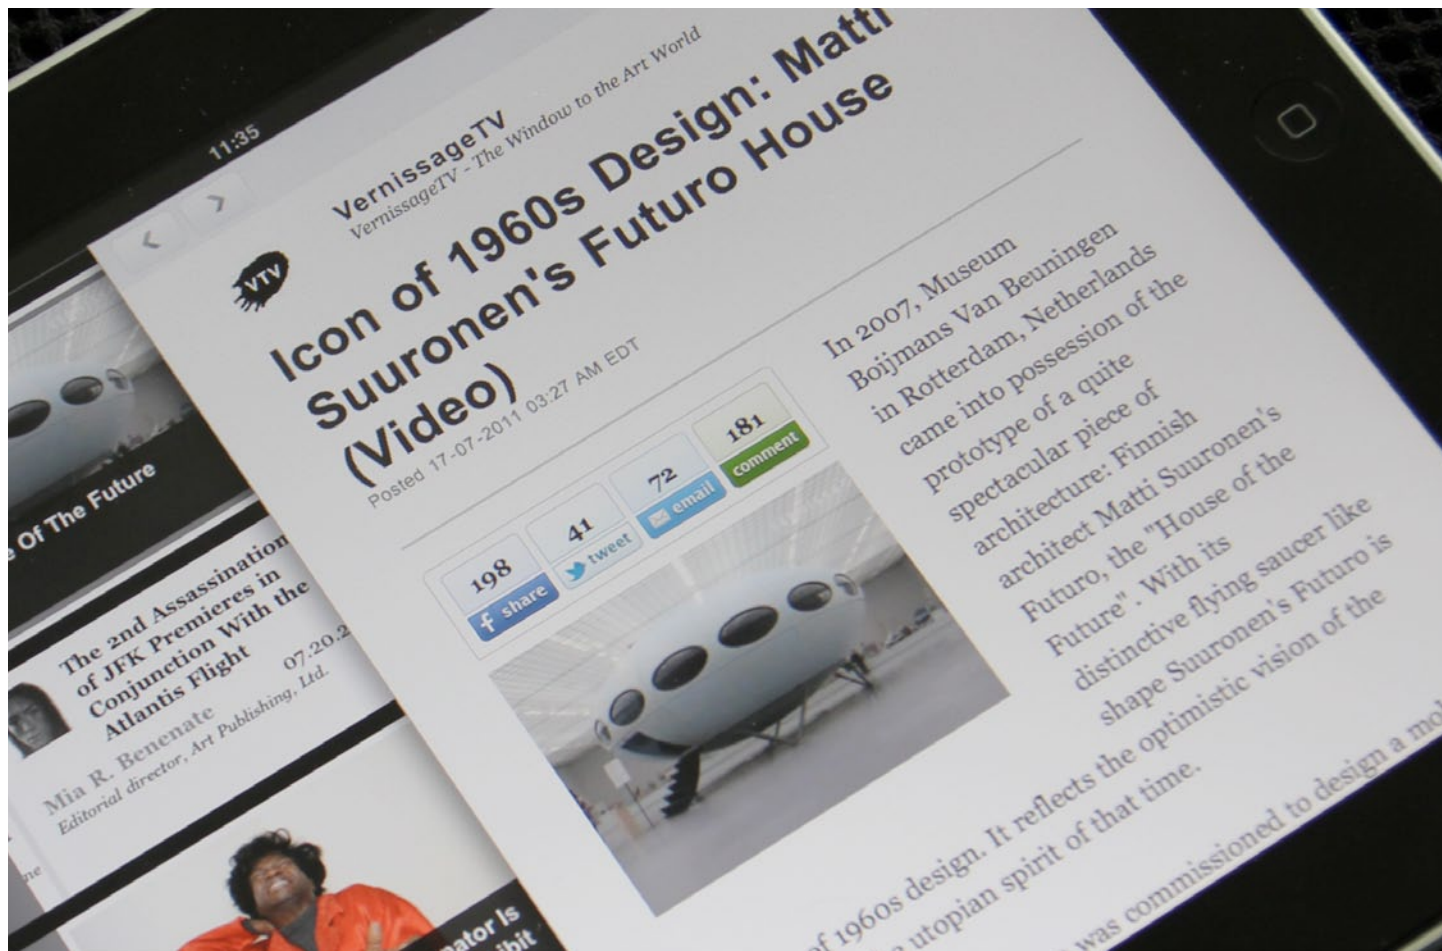 11:35
VernissageTV
VernissageTV - The Window to the Art World
VTV
Icon of 1960s Design: Matti
Suuronen's Futuro House
(Video)
Posted 17-07-2011 03:27 AM EDT
198
share
41
tweet
72
email
181
comment
In 2007, Museum
Boijmans Van Beuningen
in Rotterdam, Netherlands
came into possession of the
prototype of a quite
spectacular piece of
architecture: Finnish
architect Matti Suuronen's
Futuro, the "House of the
Future". With its
distinctive flying saucer like
shape Suuronen's Futuro is
of 1960s design. It reflects the optimistic vision of the
utopian spirit of that time.
was commissioned to design a
Of The Future
The 2nd Assassination
of JFK Premieres in
Conjunction With the
Atlantis Flight
07.20.2
Mia R. Benenate
Editorial director, Art Publishing, Ltd.
Is